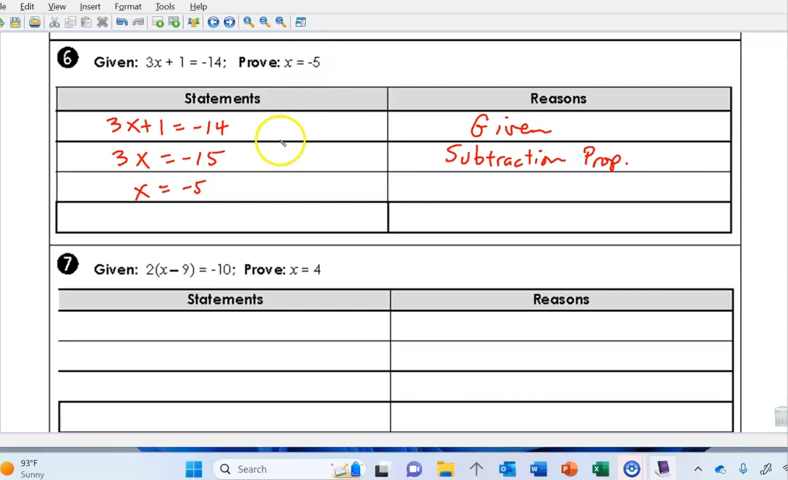 Edit View Insert Format Tools Help
6 Given: 3x + 1 = -14; Prove: x = -5
Statements Reasons
3x+1 = -14 Given
3x = -15 Subtraction Prop.
x = -5
7 Given: 2(x – 9) = -10; Prove: x = 4
Statements Reasons
93°F
Sunny
Search